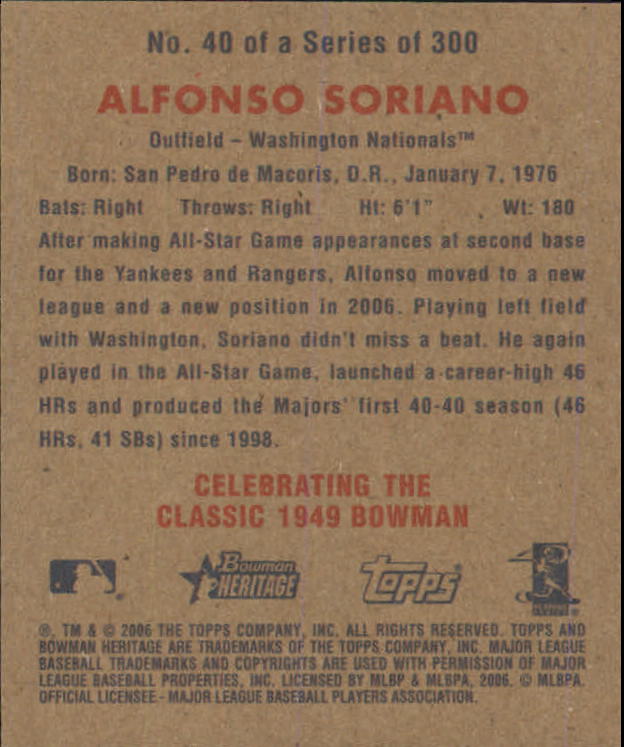 No. 40 of a Series of 300
ALFONSO SORIANO
Outfield – Washington Nationals™
Born: San Pedro de Macoris, D.R., January 7, 1976
Bats: Right Throws: Right Ht: 6'1" Wt: 180
After making All-Star Game appearances at second base
for the Yankees and Rangers, Alfonso moved to a new
league and a new position in 2006. Playing left field
with Washington, Soriano didn't miss a beat. He again
played in the All-Star Game, launched a career-high 46
HRs and produced the Majors' first 40-40 season (46
HRs, 41 SBs) since 1998.
CELEBRATING THE
CLASSIC 1949 BOWMAN
Bowman
HERITAGE
topps®
®, TM & © 2006 THE TOPPS COMPANY, INC. ALL RIGHTS RESERVED. TOPPS AND
BOWMAN HERITAGE ARE TRADEMARKS OF THE TOPPS COMPANY, INC. MAJOR LEAGUE
BASEBALL TRADEMARKS AND COPYRIGHTS ARE USED WITH PERMISSION OF MAJOR
LEAGUE BASEBALL PROPERTIES, INC. LICENSED BY MLBP & MLBPA, 2006. © MLBPA.
OFFICIAL LICENSEE - MAJOR LEAGUE BASEBALL PLAYERS ASSOCIATION.